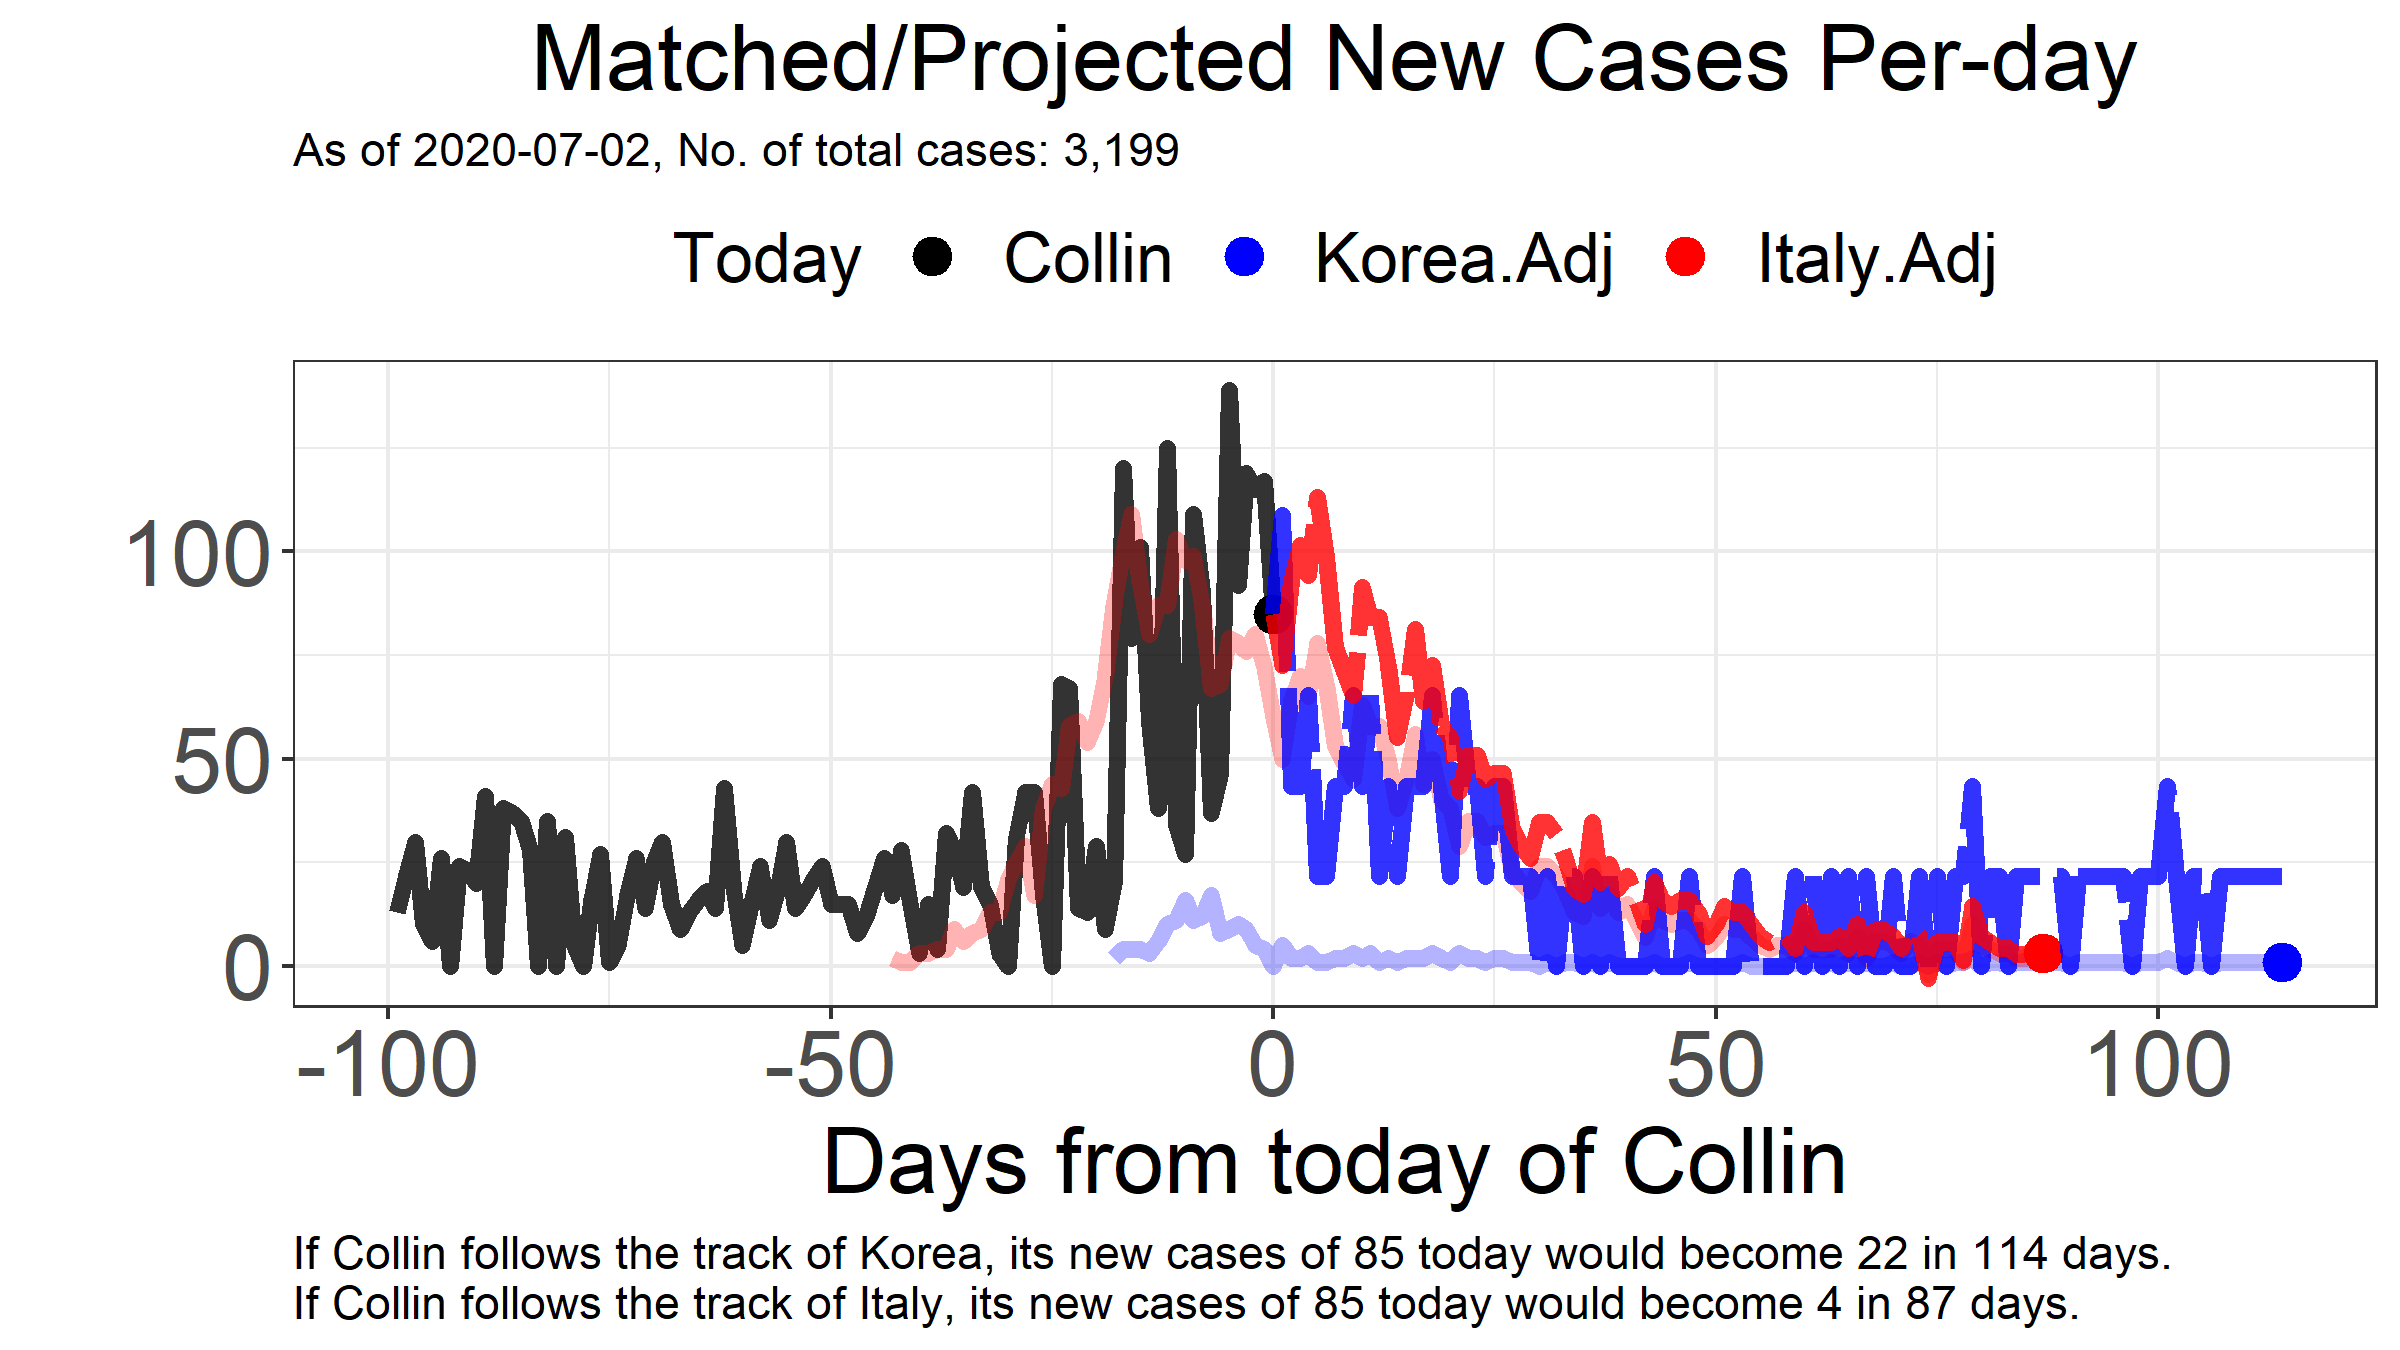 Matched/Projected New Cases Per-day
As of 2020-07-02, No. of total cases: 3,199
Today Collin Korea.Adj Italy.Adj
100
50
0
-100 -50 0 50 100
Days from today of Collin
If Collin follows the track of Korea, its new cases of 85 today would become 22 in 114 days.
If Collin follows the track of Italy, its new cases of 85 today would become 4 in 87 days.